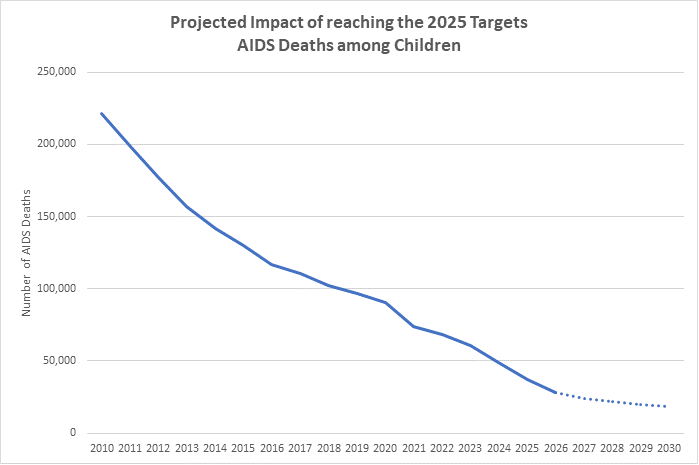 Projected Impact of reaching the 2025 Targets
AIDS Deaths among Children
250,000
200,000
150,000
100,000
50,000
0
Number of AIDS Deaths
2010 2011 2012 2013 2014 2015 2016 2017 2018 2019 2020 2021 2022 2023 2024 2025 2026 2027 2028 2029 2030